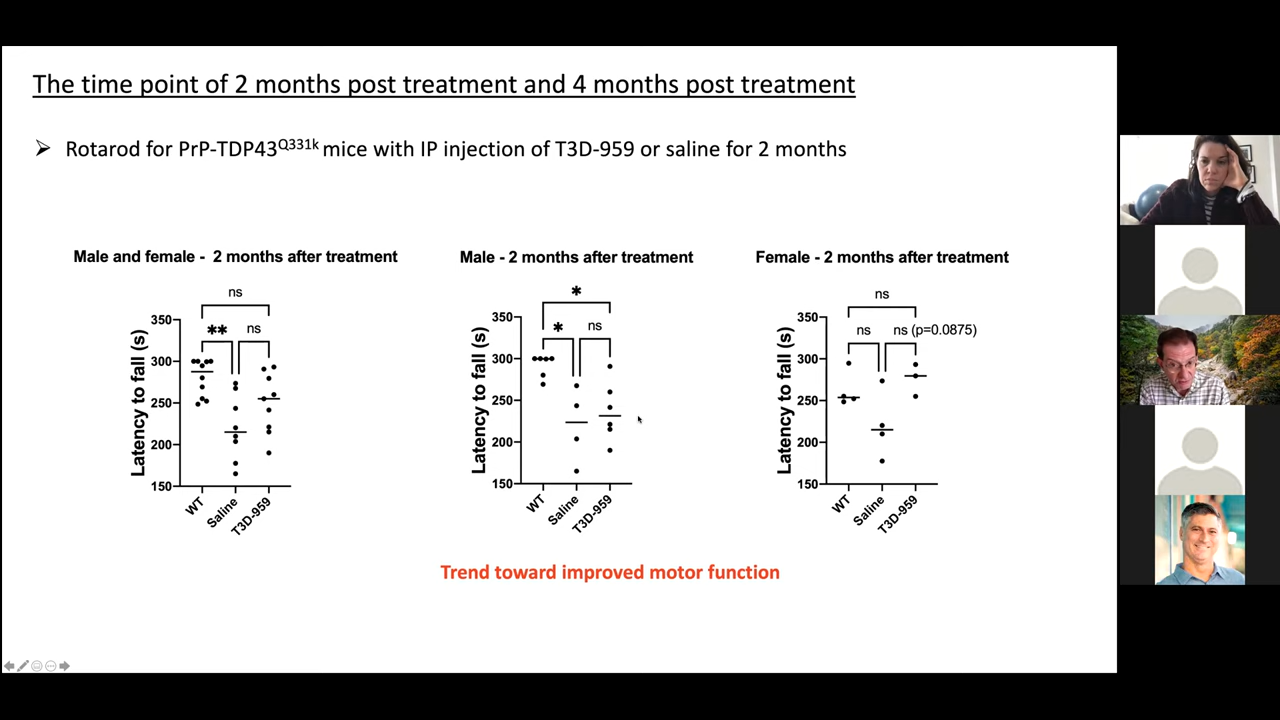 The time point of 2 months post treatment and 4 months post treatment
➢ Rotarod for PrP-TDP43Q331k mice with IP injection of T3D-959 or saline for 2 months
Male and female - 2 months after treatment
ns
** ns
Latency to fall (s)
350
300
250
200
150
WT
Saline
T3D-959
Male - 2 months after treatment
*
* ns
Latency to fall (s)
350
300
250
200
150
WT
Saline
T3D-959
Female - 2 months after treatment
ns
ns ns (p=0.0875)
Latency to fall (s)
350
300
250
200
150
WT
Saline
T3D-959
Trend toward improved motor function